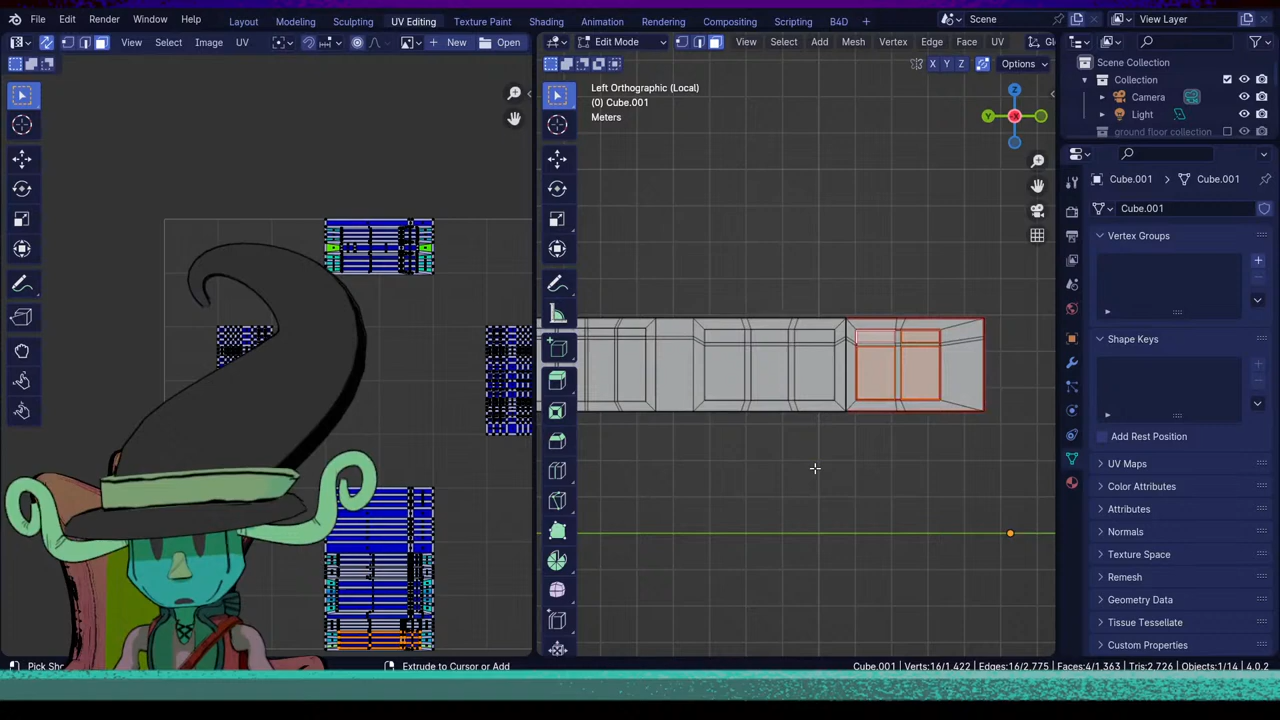 File Edit Render Window Help Layout Modeling Sculpting UV Editing Texture Paint Shading Animation Rendering Compositing Scripting B4D + Scene View Layer
View Select Image UV New Open Edit Mode View Select Add Mesh Vertex Edge Face UV Gl Search
X Y Z Options
Left Orthographic (Local)
(0) Cube.001
Meters
Z
Y
-X
Scene Collection
Collection
Camera
Light
ground floor collection
Cube.001 Cube.001
Cube.001
Vertex Groups
Shape Keys
Add Rest Position
UV Maps
Color Attributes
Attributes
Normals
Texture Space
Remesh
Geometry Data
Texture Tessellate
Custom Properties
Extrude to Cursor or Add
Cube.001 | Verts:16/1.422 | Edges:16/2.775 | Faces:4/1.363 | Tris:2.726 | Objects:1/14 | 4.0.2